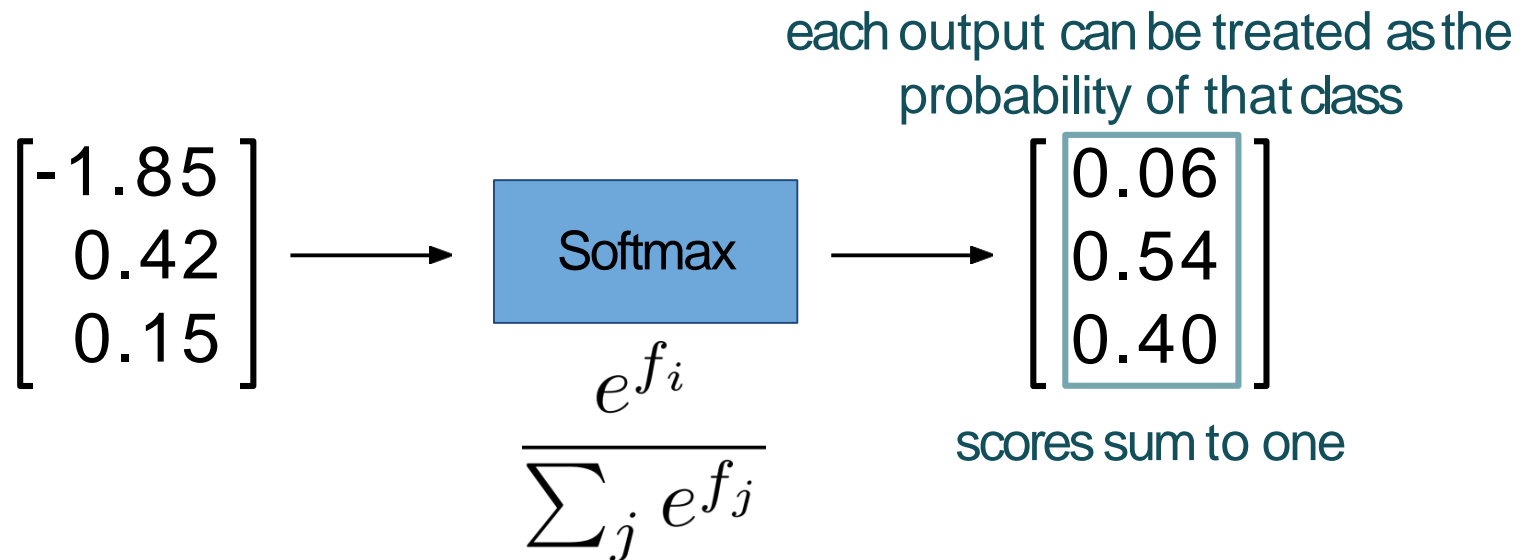 each output can be treated as the
probability of that class
-1.85
0.42
0.15
Softmax
e^{f_i}
∑_j e^{f_j}
0.06
0.54
0.40
scores sum to one